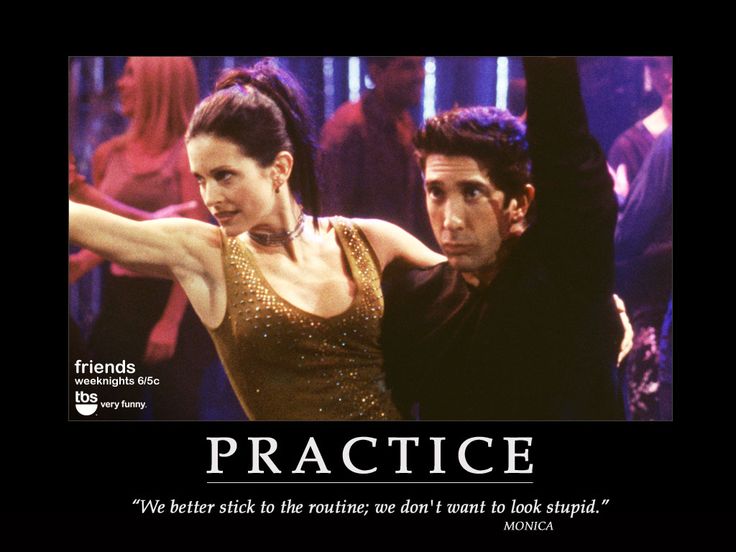 friends
weeknights 6/5c
tbs very funny.
PRACTICE
“We better stick to the routine; we don't want to look stupid.”
MONICA